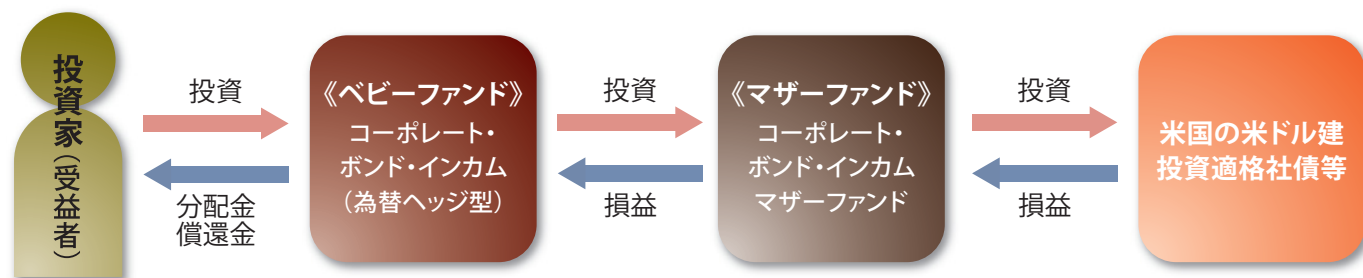 投資家(受益者)
投資
分配金
償還金
《ベビーファンド》
コーポレート・
ボンド・インカム
(為替ヘッジ型)
投資
損益
《マザーファンド》
コーポレート・
ボンド・インカム
マザーファンド
投資
損益
米国の米ドル建
投資適格社債等